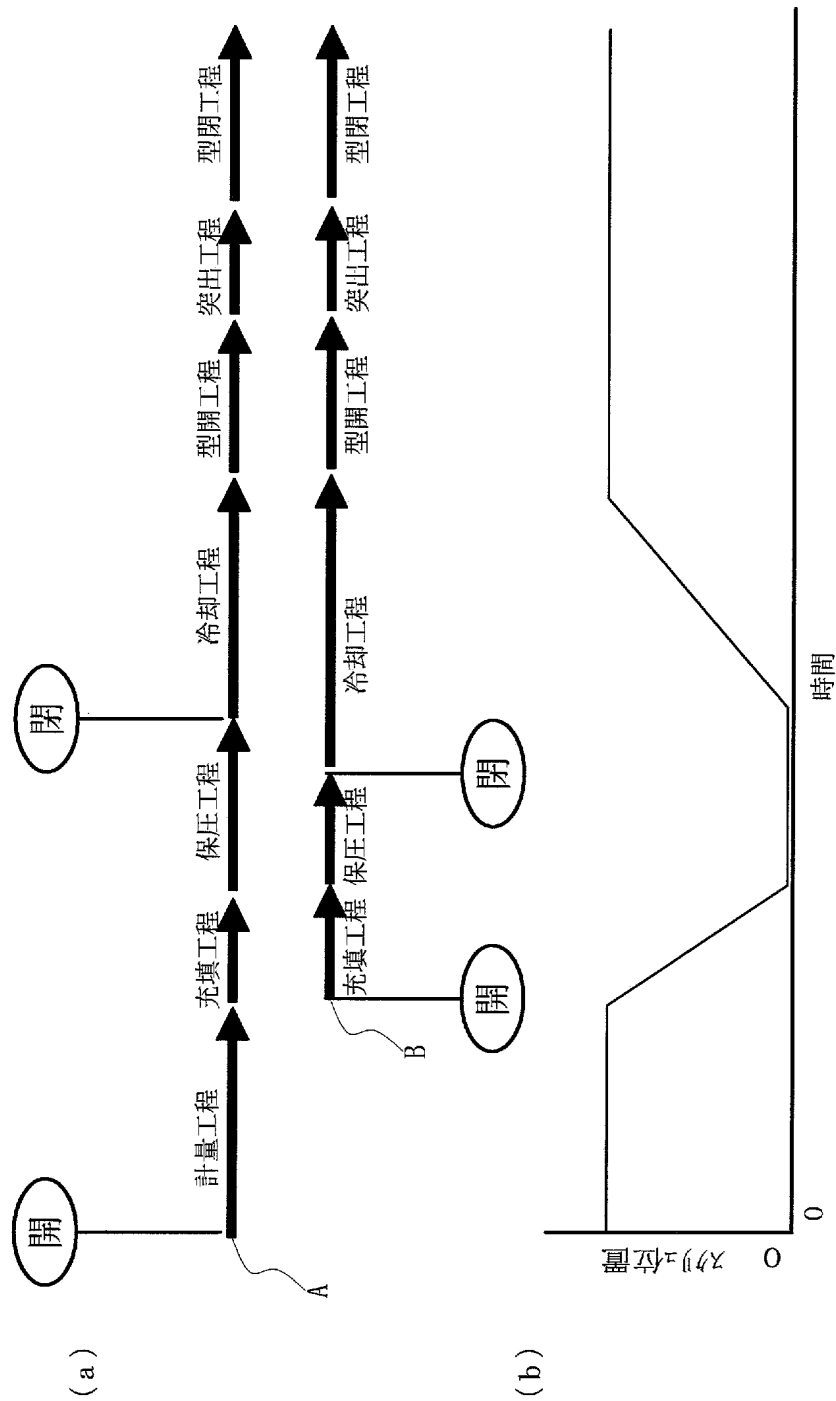 (a)
開
閉
計量工程
充填工程
保圧工程
冷却工程
型開工程
突出工程
型閉工程
A
充填工程
保圧工程
冷却工程
型開工程
突出工程
型閉工程
B
開
閉
(b)
スクリュ位置
0
0
時間